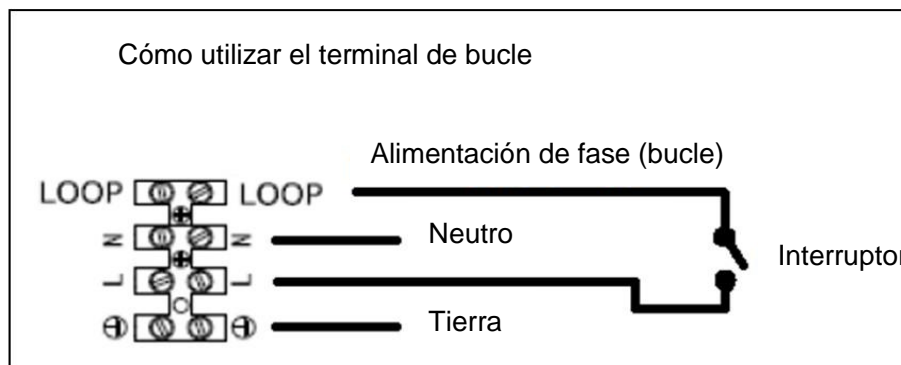 Cómo utilizar el terminal de bucle
Alimentación de fase (bucle)
LOOP LOOP
N N Neutro
Interruptor
L L
Tierra